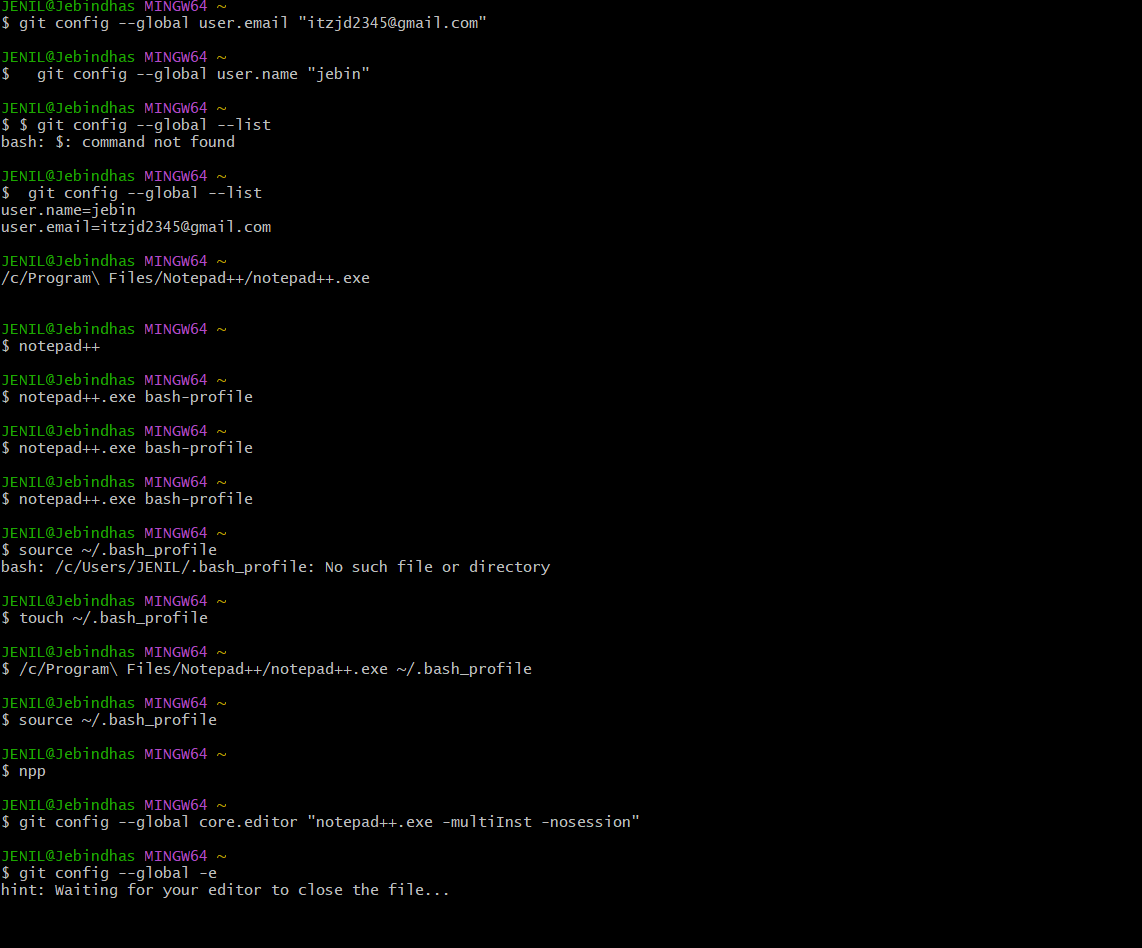 JENIL@Jebindhas MINGW64 ~
$ git config --global user.email "itzjd2345@gmail.com"
JENIL@Jebindhas MINGW64 ~
$   git config --global user.name "jebin"
JENIL@Jebindhas MINGW64 ~
$ $ git config --global --list
bash: $: command not found
JENIL@Jebindhas MINGW64 ~
$  git config --global --list
user.name=jebin
user.email=itzjd2345@gmail.com
JENIL@Jebindhas MINGW64 ~
/c/Program\ Files/Notepad++/notepad++.exe
JENIL@Jebindhas MINGW64 ~
$ notepad++
JENIL@Jebindhas MINGW64 ~
$ notepad++.exe bash-profile
JENIL@Jebindhas MINGW64 ~
$ notepad++.exe bash-profile
JENIL@Jebindhas MINGW64 ~
$ notepad++.exe bash-profile
JENIL@Jebindhas MINGW64 ~
$ source ~/.bash_profile
bash: /c/Users/JENIL/.bash_profile: No such file or directory
JENIL@Jebindhas MINGW64 ~
$ touch ~/.bash_profile
JENIL@Jebindhas MINGW64 ~
$ /c/Program\ Files/Notepad++/notepad++.exe ~/.bash_profile
JENIL@Jebindhas MINGW64 ~
$ source ~/.bash_profile
JENIL@Jebindhas MINGW64 ~
$ npp
JENIL@Jebindhas MINGW64 ~
$ git config --global core.editor "notepad++.exe -multiInst -nosession"
JENIL@Jebindhas MINGW64 ~
$ git config --global -e
hint: Waiting for your editor to close the file...